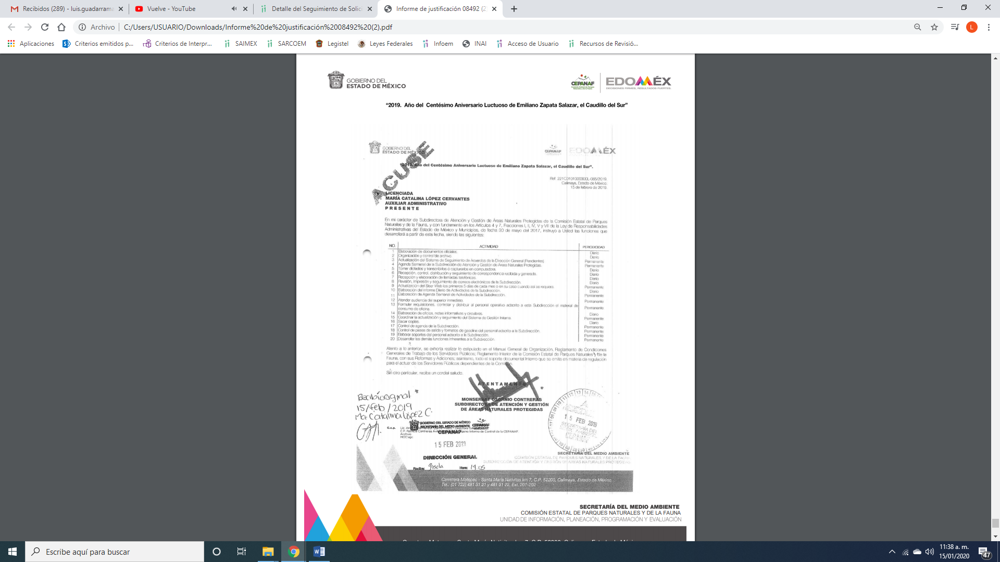 Recibidos (289) - luis.guadarrama
Vuelve - YouTube
Detalle del Seguimiento de Solici
Informe de justificación 08492 (2
Archivo
C:/Users/USUARIO/Downloads/Informe%20de%20justificación%2008492%20(2).pdf
L
Aplicaciones
Criterios emitidos p...
Criterios de Interpr...
SAIMEX
SARCOEM
Legistel
Leyes Federales
Infoem
INAI
Acceso de Usuario
Recursos de Revisió...
GOBIERNO DEL
ESTADO DE MÉXICO
CEPANAF
Comisión Estatal de Parques
Naturales y de la Fauna
EDOMÉX
DECISIONES FIRMES, RESULTADOS FUERTES.
"2019. Año del Centésimo Aniversario Luctuoso de Emiliano Zapata Salazar, el Caudillo del Sur"
GOBIERNO DEL
ESTADO DE MÉXICO
CEPANAF
EDOMÉX
ACUSE
"2019. Año del Centésimo Aniversario Luctuoso de Emiliano Zapata Salazar, el Caudillo del Sur".
Ref. 221C0101000300L-065/2019.
Calimaya, Estado de México.
15 de febrero de 2019.
LICENCIADA
MARÍA CATALINA LÓPEZ CERVANTES
AUXILIAR ADMINISTRATIVO
P R E S E N T E
En mi carácter de Subdirectora de Atención y Gestión de Áreas Naturales Protegidas de la Comisión Estatal de Parques
Naturales y de la Fauna, y con fundamento en los Artículos 4 y 7, Fracciones I, II, IV, V y VII de la Ley de Responsabilidades
Administrativas del Estado de México y Municipios, de fecha 30 de mayo del 2017, instruyo a Usted las funciones que
desarrollará a partir de esta fecha, siendo las siguientes:
NO. ACTIVIDAD PERIODICIDAD
1 Elaboración de documentos oficiales. Diario
2 Organización y control de archivo. Diario
3 Actualización del Sistema de Seguimiento de Acuerdos de la Dirección General (Pendientes) Permanente
4 Agenda Semanal de la Subdirección de Atención y Gestión de Áreas Naturales Protegidas. Permanente
5 Tomar dictados y transcribirlos o capturarlos en computadora. Diario
6 Recepción, control, distribución y seguimiento de correspondencia recibida y generada. Diario
7 Recepción y elaboración de llamadas telefónicas. Diario
8 Revisión, impresión y seguimiento de correos electrónicos de la Subdirección. Diario
9 Actualización del Siser Web los primeros 5 días de cada mes o en su caso cuando así se requiera. Permanente
10 Elaboración del Informe Diario de Actividades de la Subdirección. Diario
11 Elaboración de Agenda Semanal de Actividades de la Subdirección. Permanente
12 Atender audiencia del superior inmediato. Permanente
13 Formular requisiciones, controlar y distribuir al personal operativo adscrito a esta Subdirección el material de
consumo de oficina. Permanente
14 Elaboración de oficios, notas informativas y circulares. Diario
15 Coordinar la actualización y seguimiento del Sistema de Gestión Interna. Permanente
16 Sacar copias. Diario
17 Control de agenda de la Subdirección. Permanente
18 Control de pases de salida y formatos de gasolina del personal adscrito a la Subdirección. Permanente
19 Elaborar soportes del personal adscrito a la Subdirección. Permanente
20 Desarrollar las demás funciones inherentes a la Subdirección. Permanente
Atento a lo anterior, se exhorta realizar lo estipulado en el Manual General de Organización, Reglamento de Condiciones
Generales de Trabajo de los Servidores Públicos; Reglamento Interior de la Comisión Estatal de Parques Naturales y de la
Fauna, con sus Reformas y Adiciones; asimismo, todo el soporte documental Interno que se emita en materia de regulación
para el actuar de los Servidores Públicos dependientes de la Comisión.
Sin otro particular, reciba un cordial saludo.
A T E N T A M E N T E
MONSERRAT OSORNIO CONTRERAS
SUBDIRECTORA DE ATENCIÓN Y GESTIÓN
DE ÁREAS NATURALES PROTEGIDAS
Recibí original
15/feb/2019
Ma. Catalina López C.
15 FEB 2019
SECRETARÍA DEL
MEDIO AMBIENTE
GOBIERNO DEL ESTADO DE MÉXICO
SECRETARÍA DEL MEDIO AMBIENTE
CEPANAF
CEPANAF
C.c.p.
Archivo
MOC*agc
15 FEB 2019
DIRECCIÓN GENERAL
Recibe: gisela Hora: 14:05
SECRETARÍA DEL MEDIO AMBIENTE
COMISIÓN ESTATAL DE PARQUES NATURALES Y DE LA FAUNA
SUBDIRECCIÓN DE ATENCIÓN Y GESTIÓN DE ÁREAS NATURALES PROTEGIDAS
Carretera Metepec - Santa María Nativitas km 7, C.P. 52200, Calimaya, Estado de México.
Tel.: (01 722) 481 31 21 y 481 31 22, Ext. 201-202
SECRETARÍA DEL MEDIO AMBIENTE
COMISIÓN ESTATAL DE PARQUES NATURALES Y DE LA FAUNA
UNIDAD DE INFORMACIÓN, PLANEACIÓN, PROGRAMACIÓN Y EVALUACIÓN
Escribe aquí para buscar
11:38 a. m.
15/01/2020
47